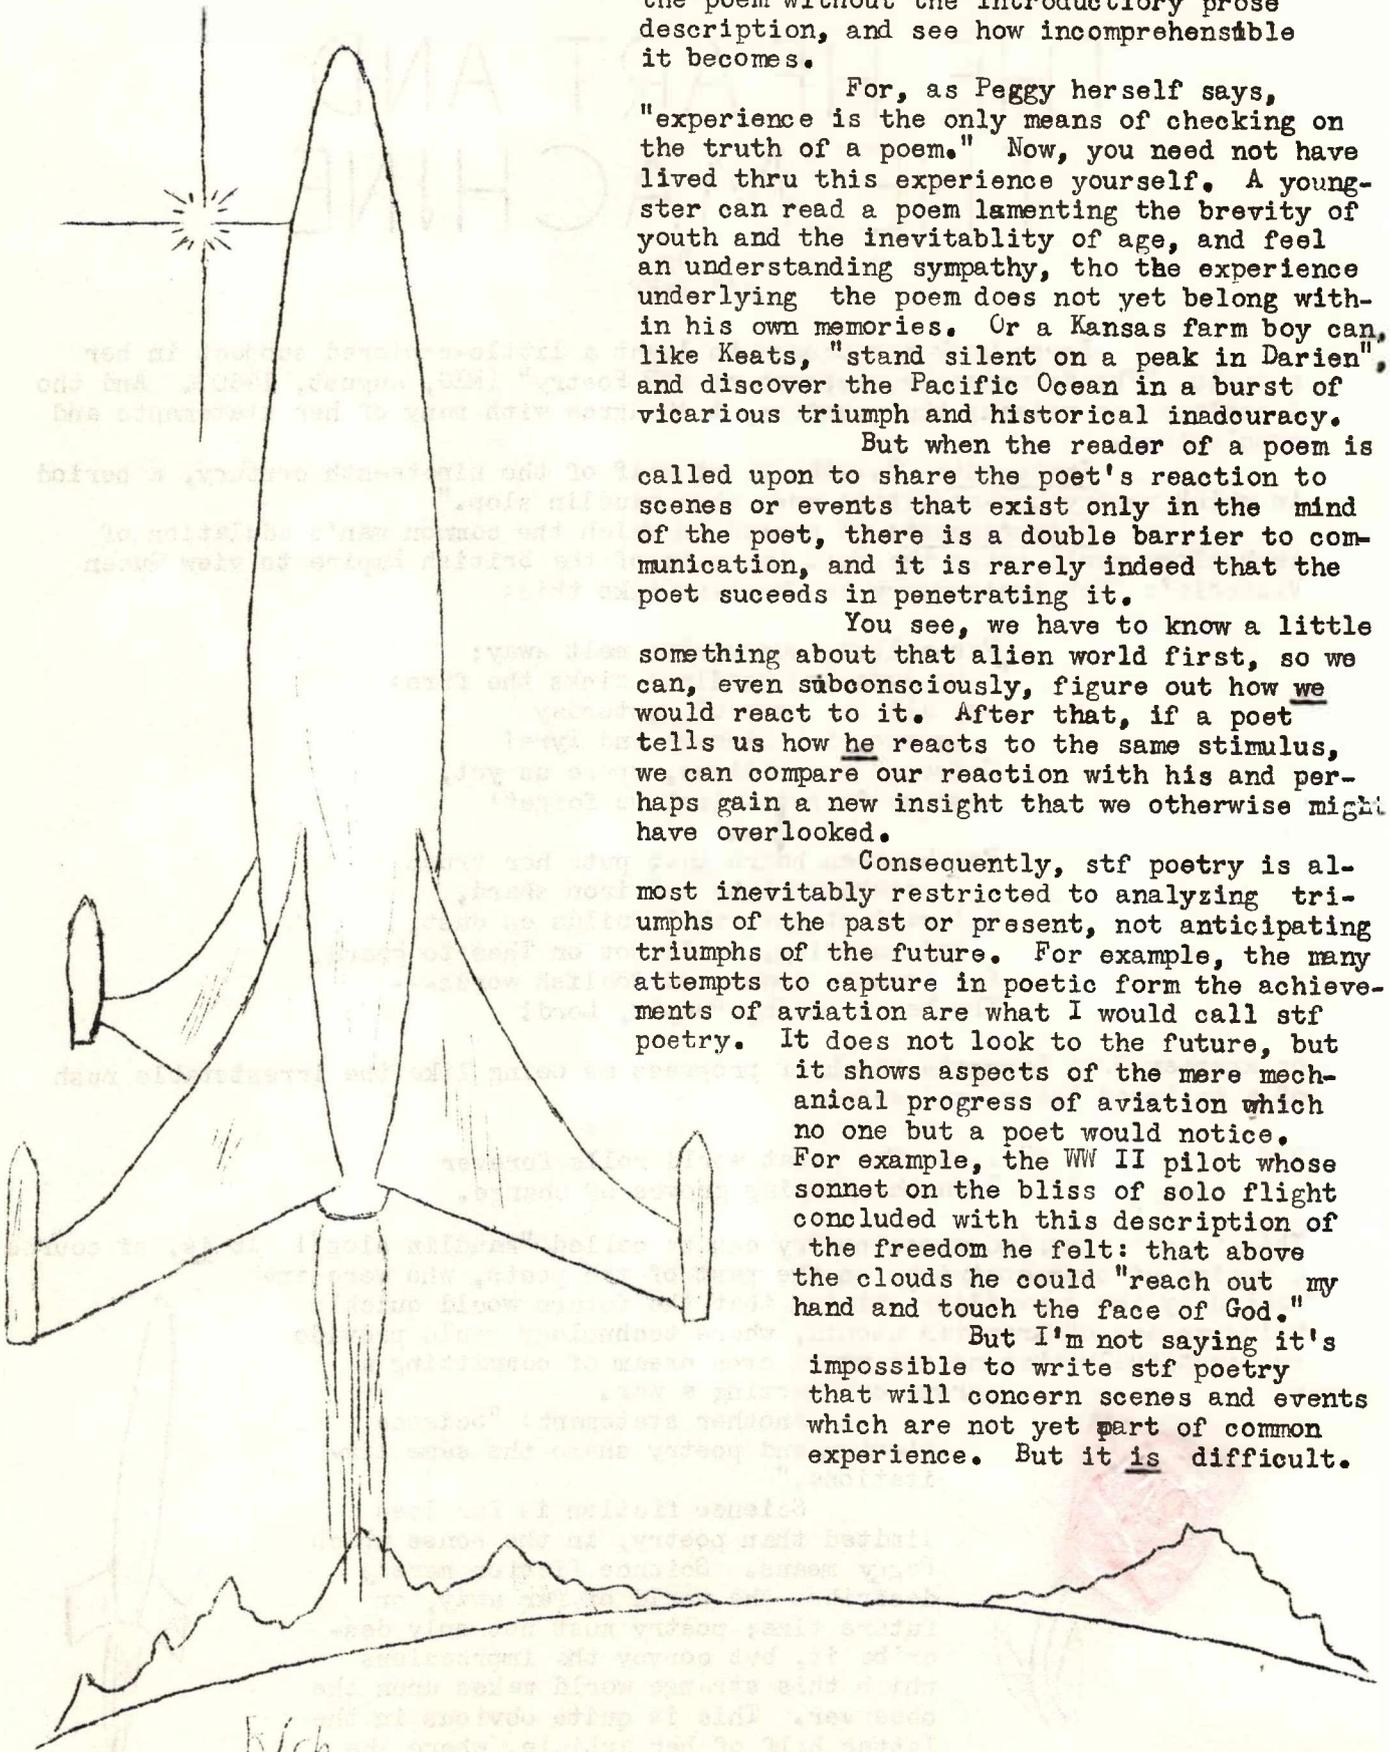 the poem without the introductiory prose
description, and see how incomprehensible
it becomes.
For, as Peggy herself says,
"experience is the only means of checking on
the truth of a poem."  Now, you need not have
lived thru this experience yourself.  A young-
ster can read a poem lamenting the brevity of
youth and the inevitablity of age, and feel
an understanding sympathy, tho the experience
underlying  the poem does not yet belong with-
in his own memories.  Or a Kansas farm boy can,
like Keats, "stand silent on a peak in Darien",
and discover the Pacific Ocean in a burst of
vicarious triumph and historical inadcuracy.
But when the reader of a poem is
called upon to share the poet's reaction to
scenes or events that exist only in the  mind
of the poet, there is a double barrier to com-
munication, and it is rarely indeed that the
poet suceeds in penetrating it.
You see, we have to know a little
something about that alien world first, so we
can, even subconsciously, figure out how we
would react to it.  After that, if a poet
tells us how he reacts to the same stimulus,
we can compare our reaction with his and per-
haps gain a new insight that we otherwise might
have overlooked.
Consequently, stf poetry is al-
most inevitably restricted to analyzing  tri-
umphs of the past or present, not anticipating
triumphs of the future.  For example, the many
attempts to capture in poetic form the achieve-
ments of aviation are what I would call stf
poetry.  It does not look to the future, but
it shows aspects of the mere mech-
anical progress of aviation which
no one but a poet would notice.
For example, the WW II pilot whose
sonnet on the bliss of solo flight
concluded with this description of
the freedom he felt: that above
the clouds he could "reach out  my
hand and touch the face of God."
But I'm not saying it's
impossible to write stf poetry
that will concern scenes and events
which are not yet part of common
experience.  But it is  difficult.
Rich